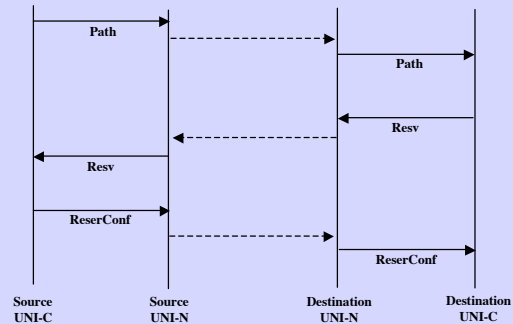 Path
Path
Resv
Resv
ReserConf
ReserConf
Source Source Destination Destination
UNI-C UNI-N UNI-N UNI-C